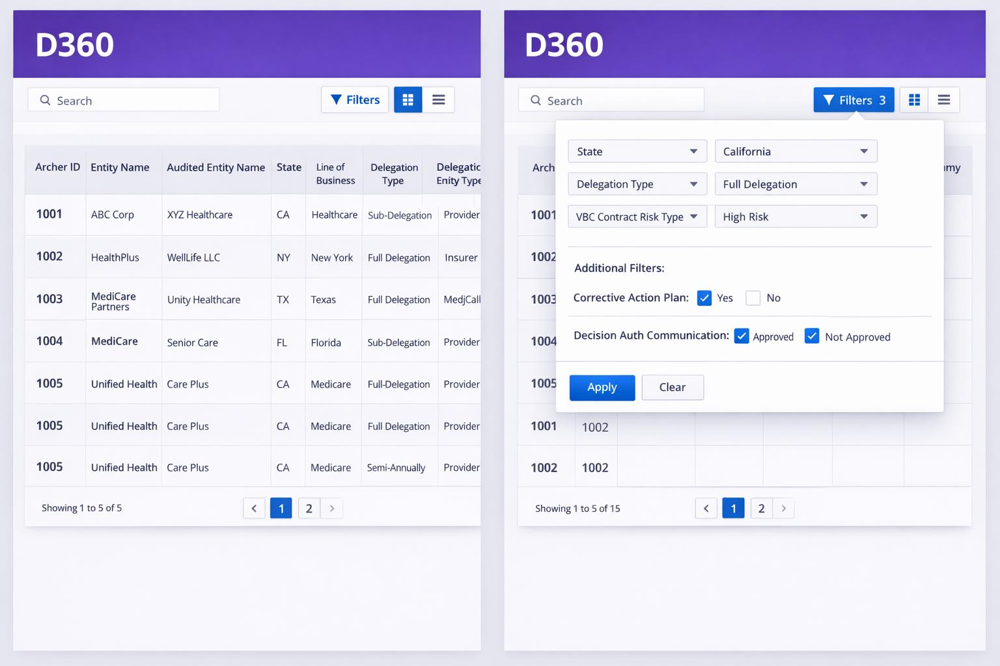 D360
Search
Filters
Archer ID Entity Name Audited Entity Name State Line of Business Delegation Type Delegatic Enity Type
1001 ABC Corp XYZ Healthcare CA Healthcare Sub-Delegation Provider
1002 HealthPlus WellLife LLC NY New York Full Delegation Insurer
1003 MediCare Partners Unity Healthcare TX Texas Full Delegation MedjCall
1004 MediCare Senior Care FL Florida Sub-Delegation Provider
1005 Unified Health Care Plus CA Medicare Full-Delegation Provider
1005 Unified Health Care Plus CA Medicare Full Delegation Provider
1005 Unified Health Care Plus CA Medicare Semi-Annually Provider
Showing 1 to 5 of 5
1 2
D360
Search
Filters 3
Arch my
State California
Delegation Type Full Delegation
VBC Contract Risk Type High Risk
Additional Filters:
Corrective Action Plan: Yes No
Decision Auth Communication: Approved Not Approved
Apply Clear
1001
1002
1003
1004
1005
1001 1002
1002 1002
Showing 1 to 5 of 15
1 2